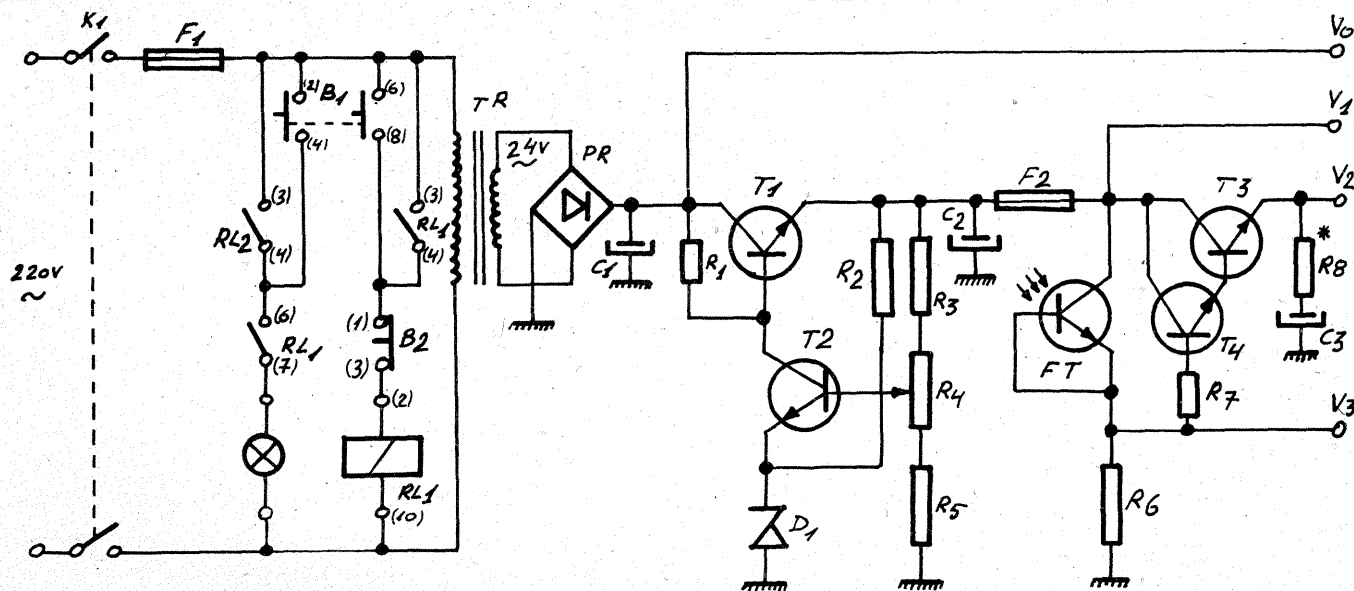 K1
F1
V0
V1
V2
V3
(2)
B1
(6)
(4)
(8)
TR
24V
~
PR
(3)
RL2
(4)
(3)
RL1
(4)
220V
~
(6)
RL1
(7)
(1)
B2
(3)
(2)
RL1
(10)
C1
R1
T1
T2
R2
R3
R4
R5
D1
C2
F2
FT
T3
T4
R7
R6
*
R8
C3